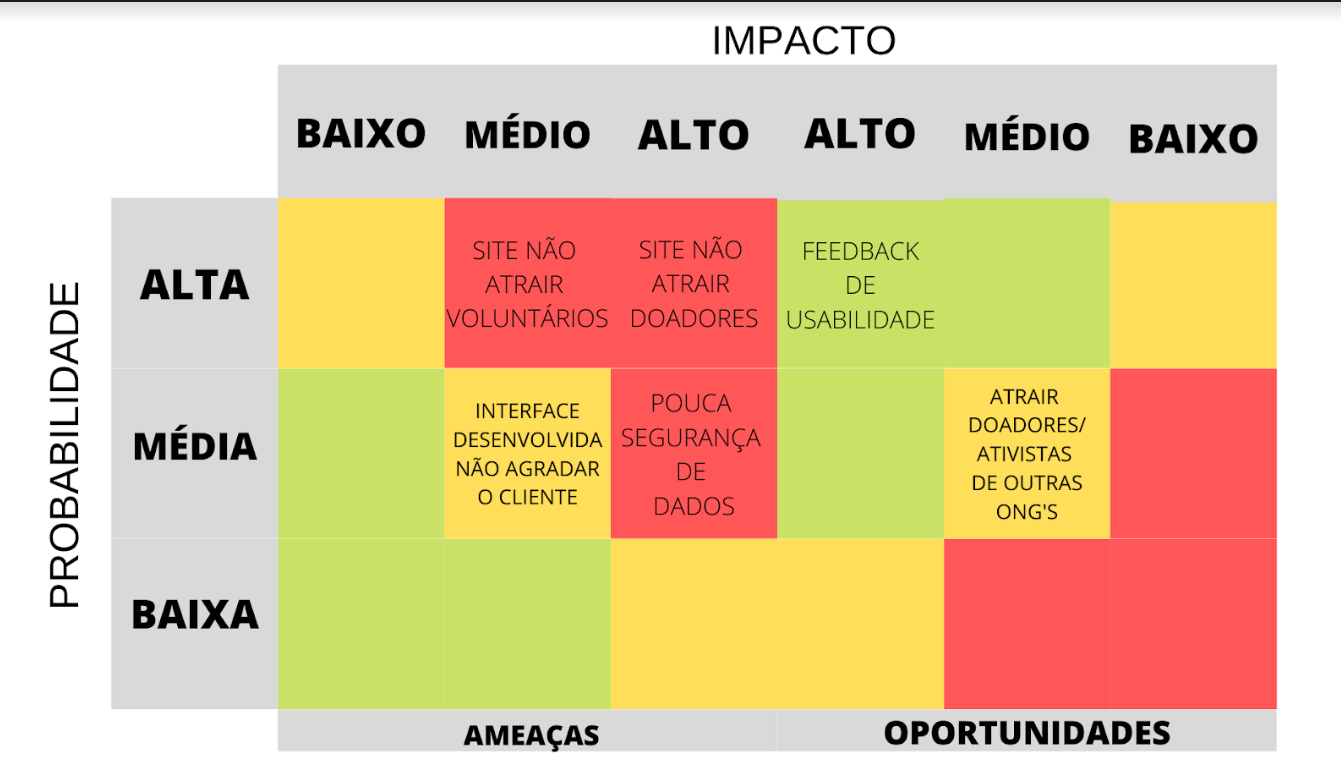 IMPACTO
BAIXO
MÉDIO
ALTO
ALTO
MÉDIO
BAIXO
PROBABILIDADE
ALTA
SITE NÃO
ATRAIR
VOLUNTÁRIOS
SITE NÃO
ATRAIR
DOADORES
FEEDBACK
DE
USABILIDADE
MÉDIA
INTERFACE
DESENVOLVIDA
NÃO AGRADAR
O CLIENTE
POUCA
SEGURANÇA
DE
DADOS
ATRAIR
DOADORES/
ATIVISTAS
DE OUTRAS
ONG'S
BAIXA
AMEAÇAS
OPORTUNIDADES